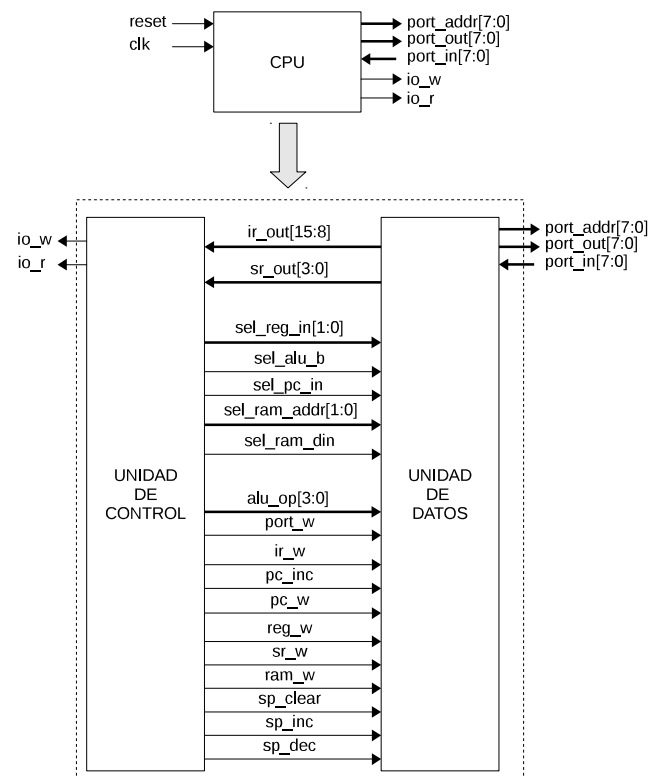 reset
clk
CPU
port_addr[7:0]
port_out[7:0]
port_in[7:0]
io_w
io_r
io_w
io_r
ir_out[15:8]
sr_out[3:0]
port_addr[7:0]
port_out[7:0]
port_in[7:0]
sel_reg_in[1:0]
sel_alu_b
sel_pc_in
sel_ram_addr[1:0]
sel_ram_din
UNIDAD
DE
CONTROL
UNIDAD
DE
DATOS
alu_op[3:0]
port_w
ir_w
pc_inc
pc_w
reg_w
sr_w
ram_w
sp_clear
sp_inc
sp_dec